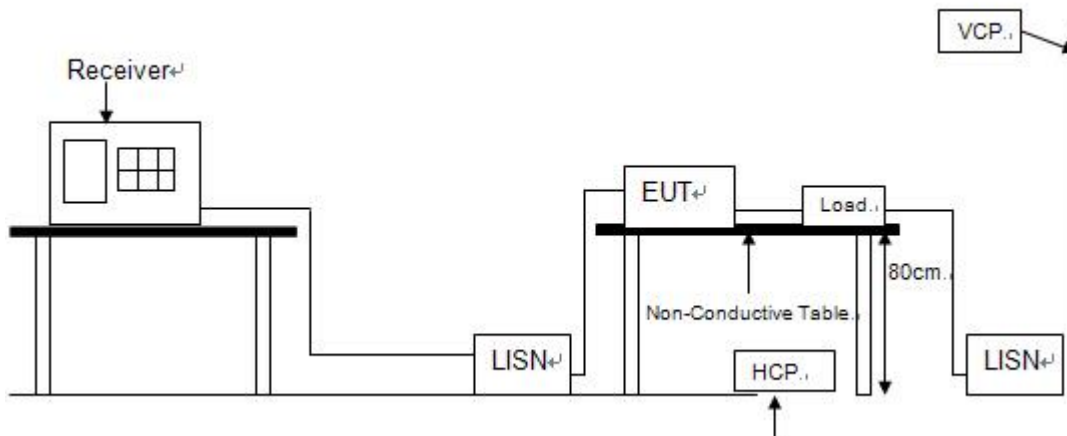 VCP.
Receiver
EUT
Load.
80cm.
Non-Conductive Table.
LISN
HCP.
LISN